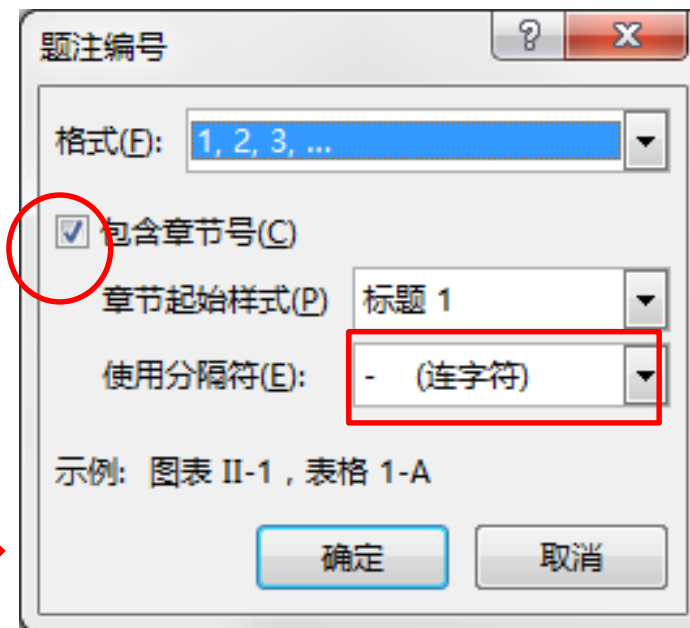 题注编号
格式(F): 1, 2, 3, ...
包含章节号(C)
章节起始样式(P) 标题 1
使用分隔符(E): - (连字符)
示例: 图表 II-1 , 表格 1-A
确定 取消